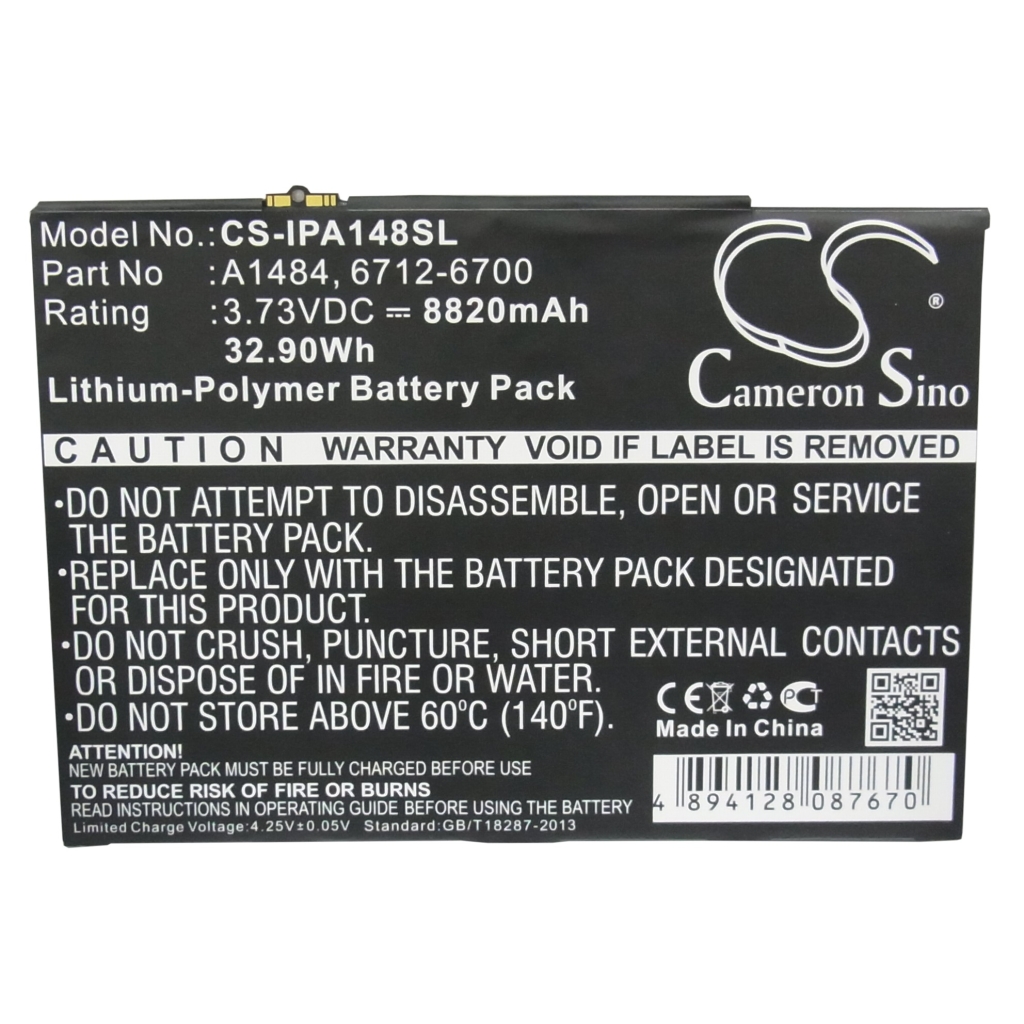 Model No.:CS-IPA148SL
Part No :A1484, 6712-6700
Rating :3.73VDC ⎓ 8820mAh
32.90Wh
Lithium-Polymer Battery Pack
CS
®
Cameron Sino
CAUTION WARRANTY VOID IF LABEL IS REMOVED
•DO NOT ATTEMPT TO DISASSEMBLE, OPEN OR SERVICE
THE BATTERY PACK.
•REPLACE ONLY WITH THE BATTERY PACK DESIGNATED
FOR THIS PRODUCT.
•DO NOT CRUSH, PUNCTURE, SHORT EXTERNAL CONTACTS
OR DISPOSE OF IN FIRE OR WATER.
•DO NOT STORE ABOVE 60°C (140°F).
CE PCT
Made In China
ATTENTION!
NEW BATTERY PACK MUST BE FULLY CHARGED BEFORE USE
TO REDUCE RISK OF FIRE OR BURNS
READ INSTRUCTIONS IN OPERATING GUIDE BEFORE USING THE BATTERY
Limited Charge Voltage:4.25V±0.05V Standard:GB/T18287-2013
4 894128 087670